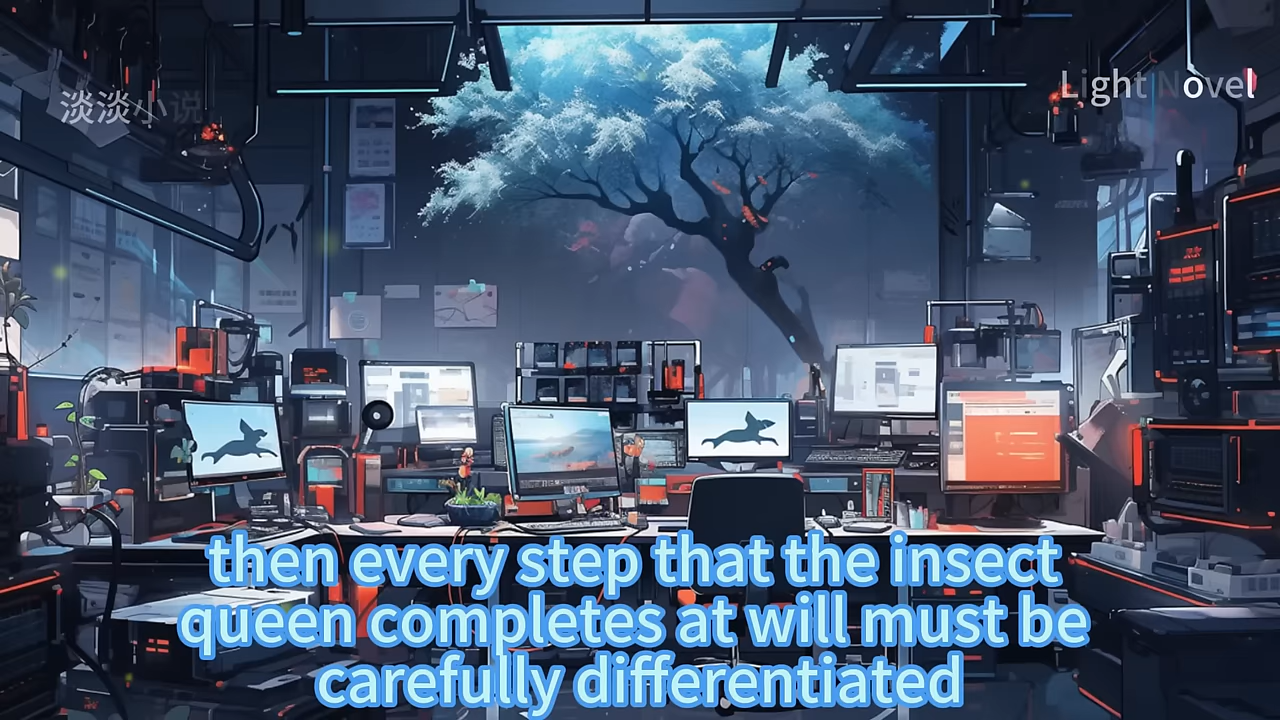 淡淡小说
Light Novel
then every step that the insect
queen completes at will must be
carefully differentiated